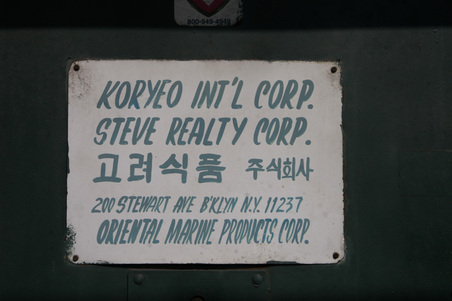 KORYEO INT'L CORP.
STEVE REALTY CORP.
고려식품 주식회사
200 STEWART AVE B'KLYN N.Y. 11237
ORIENTAL MARINE PRODUCTS CORP.